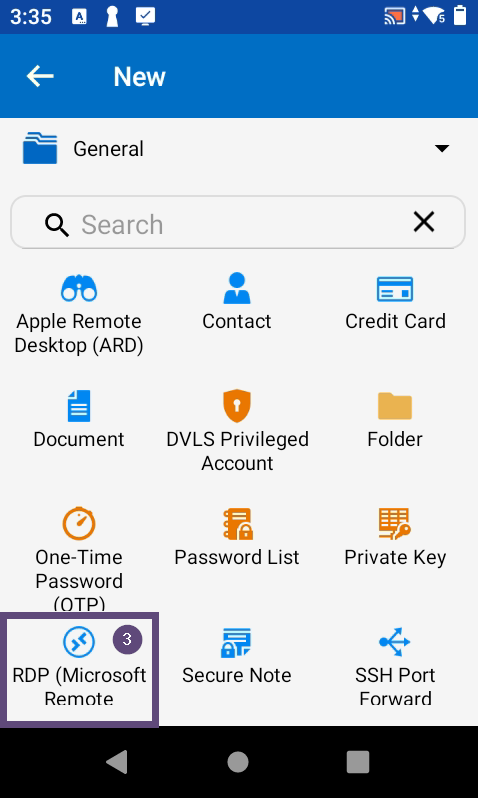 3:35
A
5
New
General
Search
Apple Remote
Desktop (ARD)
Contact
Credit Card
Document
DVLS Privileged
Account
Folder
One-Time
Password
(OTP)
Password List
Private Key
3
RDP (Microsoft
Remote
Secure Note
SSH Port
Forward